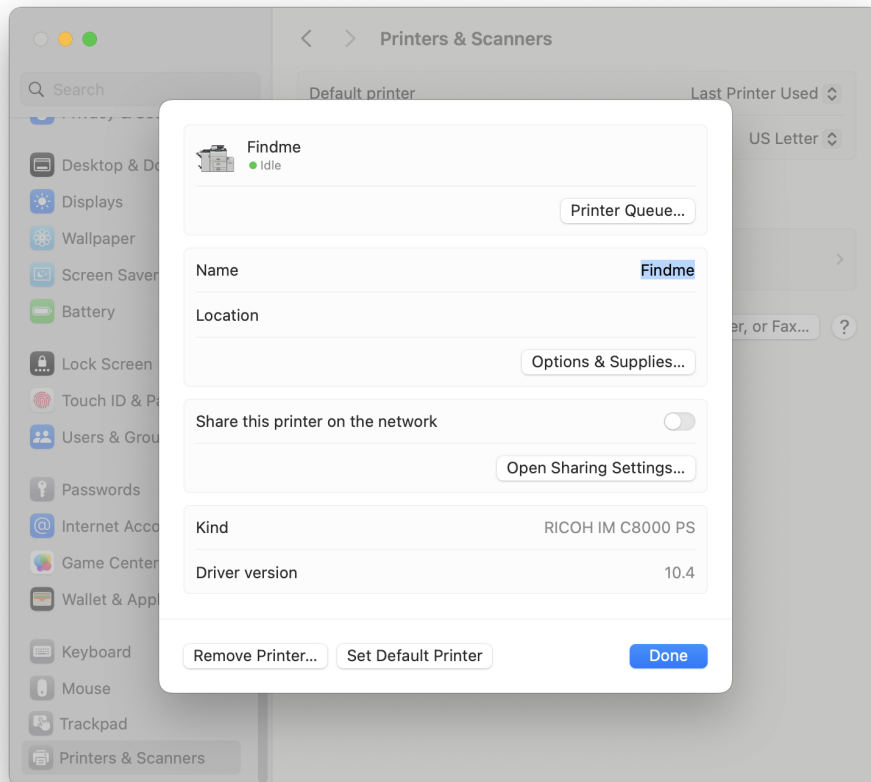 Printers & Scanners
Search
Default printer
Last Printer Used
US Letter
Desktop & Do
Displays
Wallpaper
Screen Saver
Battery
Lock Screen
Touch ID & Pa
Users & Grou
Passwords
Internet Acco
Game Center
Wallet & Appl
Keyboard
Mouse
Trackpad
Printers & Scanners
er, or Fax...
?
Findme
Idle
Printer Queue...
Name
Findme
Location
Options & Supplies...
Share this printer on the network
Open Sharing Settings...
Kind
RICOH IM C8000 PS
Driver version
10.4
Remove Printer...
Set Default Printer
Done